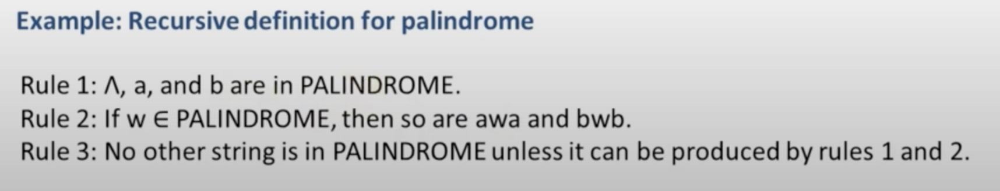 Example: Recursive definition for palindrome
Rule 1: Λ, a, and b are in PALINDROME.
Rule 2: If w ∈ PALINDROME, then so are awa and bwb.
Rule 3: No other string is in PALINDROME unless it can be produced by rules 1 and 2.